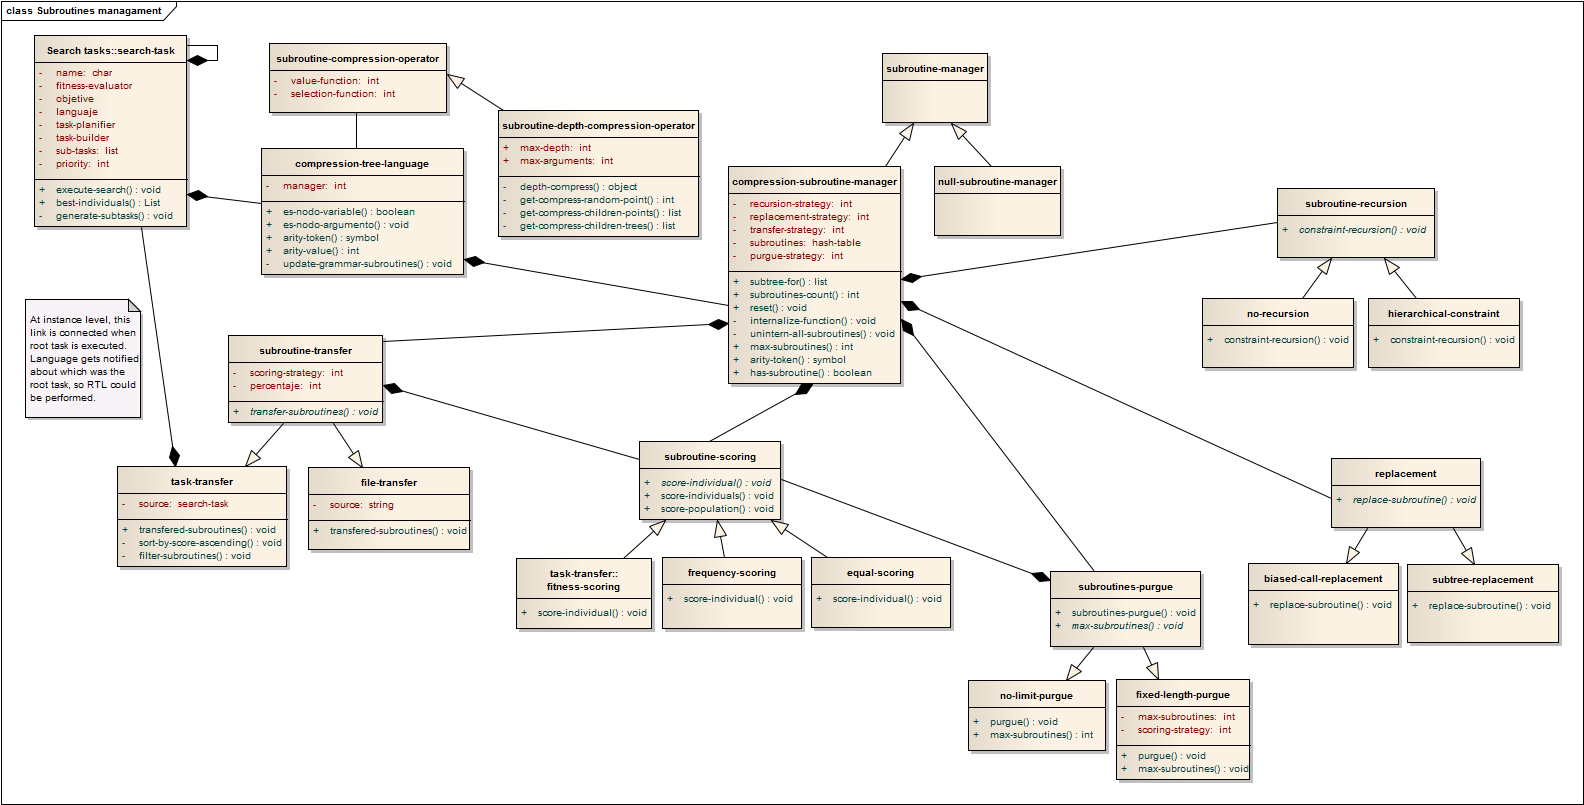 class Subroutines managament
Search tasks::search-task
- name: char
- fitness-evaluator
- objetive
- languaje
- task-planifier
- task-builder
- sub-tasks: list
- priority: int
+ execute-search() : void
+ best-individuals() : List
- generate-subtasks() : void
subroutine-compression-operator
- value-function: int
- selection-function: int
subroutine-depth-compression-operator
+ max-depth: int
+ max-arguments: int
- depth-compress() : object
- get-compress-random-point() : int
- get-compress-children-points() : list
- get-compress-children-trees() : list
compression-tree-language
- manager: int
+ es-nodo-variable() : boolean
+ es-nodo-argumento() : void
+ arity-token() : symbol
+ arity-value() : int
- update-grammar-subroutines() : void
subroutine-manager
compression-subroutine-manager
- recursion-strategy: int
- replacement-strategy: int
- transfer-strategy: int
- subroutines: hash-table
- purgue-strategy: int
+ subtree-for() : list
+ subroutines-count() : int
+ reset() : void
- internalize-function() : void
- unintern-all-subroutines() : void
+ max-subroutines() : int
+ arity-token() : symbol
+ has-subroutine() : boolean
null-subroutine-manager
subroutine-recursion
+ constraint-recursion() : void
no-recursion
+ constraint-recursion() : void
hierarchical-constraint
+ constraint-recursion() : void
At instance level, this
link is connected when
root task is executed.
Language gets notified
about which was the
root task, so RTL could
be performed.
subroutine-transfer
- scoring-strategy: int
- percentaje: int
+ transfer-subroutines() : void
task-transfer
- source: search-task
+ transfered-subroutines() : void
- sort-by-score-ascending() : void
- filter-subroutines() : void
file-transfer
- source: string
+ transfered-subroutines() : void
subroutine-scoring
+ score-individual() : void
+ score-individuals() : void
+ score-population() : void
task-transfer::
fitness-scoring
+ score-individual() : void
frequency-scoring
+ score-individual() : void
equal-scoring
+ score-individual() : void
replacement
+ replace-subroutine() : void
biased-call-replacement
+ replace-subroutine() : void
subtree-replacement
+ replace-subroutine() : void
subroutines-purgue
+ subroutines-purgue() : void
+ max-subroutines() : void
no-limit-purgue
+ purgue() : void
+ max-subroutines() : int
fixed-length-purgue
- max-subroutines: int
- scoring-strategy: int
+ purgue() : void
+ max-subroutines() : void